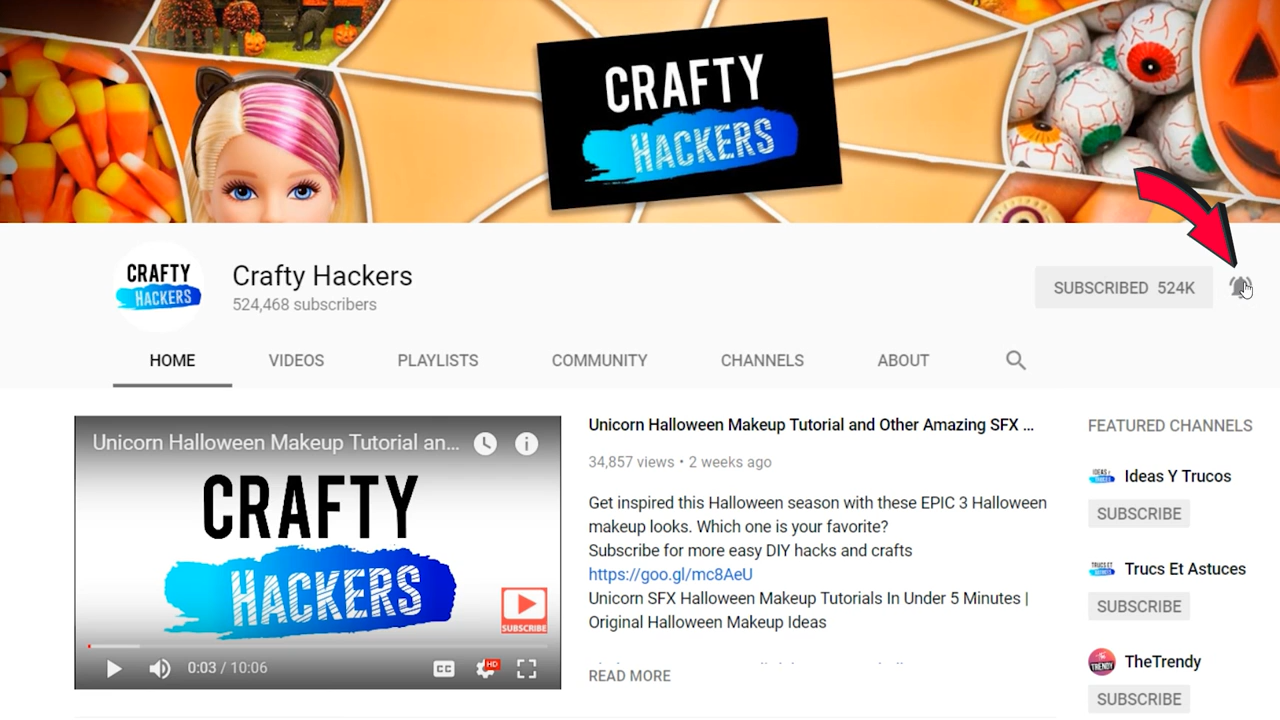 CRAFTY
HACKERS
CRAFTY
HACKERS
Crafty Hackers
524,468 subscribers
SUBSCRIBED 524K
HOME VIDEOS PLAYLISTS COMMUNITY CHANNELS ABOUT
Unicorn Halloween Makeup Tutorial an...
CRAFTY
HACKERS
SUBSCRIBE
0:03 / 10:06
CC
HD
Unicorn Halloween Makeup Tutorial and Other Amazing SFX ...
34,857 views • 2 weeks ago
Get inspired this Halloween season with these EPIC 3 Halloween
makeup looks. Which one is your favorite?
Subscribe for more easy DIY hacks and crafts
https://goo.gl/mc8AeU
Unicorn SFX Halloween Makeup Tutorials In Under 5 Minutes |
Original Halloween Makeup Ideas
READ MORE
FEATURED CHANNELS
Ideas Y Trucos
SUBSCRIBE
Trucs Et Astuces
SUBSCRIBE
TRENDY
TheTrendy
SUBSCRIBE